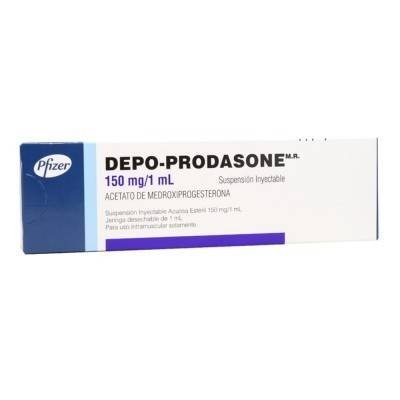 Pfizer
DEPO-PRODASONE M.R.
150 mg/1 mL Suspensión Inyectable
ACETATO DE MEDROXIPROGESTERONA
Suspensión Inyectable Acuosa Estéril 150 mg/1 mL
Jeringa desechable de 1 mL
Para uso intramuscular solamente